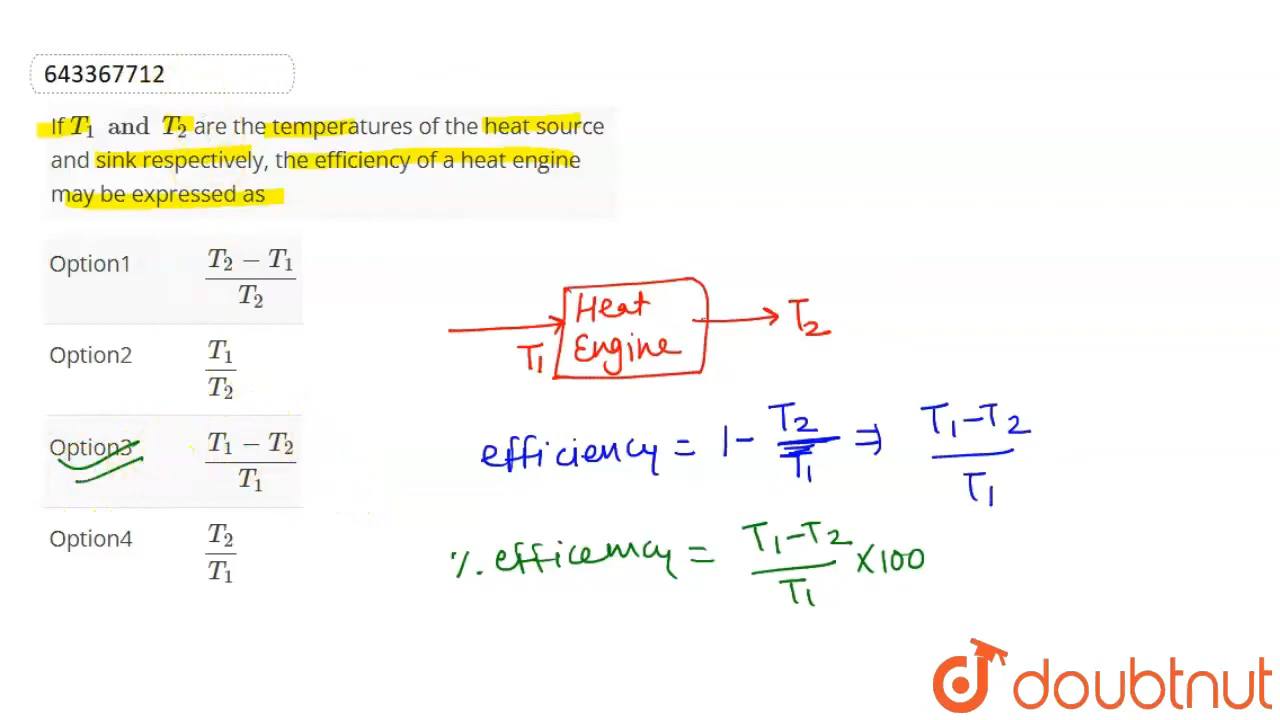 643367712
If T₁ and T₂ are the temperatures of the heat source
and sink respectively, the efficiency of a heat engine
may be expressed as
Option1 (T₂ − T₁)/T₂
Option2 T₁/T₂
Option3 (T₁ − T₂)/T₁
Option4 T₂/T₁
T₁ Heat Engine T₂
efficiency = 1 - T₂/T₁ ⇒ (T₁-T₂)/T₁
%. efficemcy = (T₁-T₂)/T₁ × 100
doubtnut